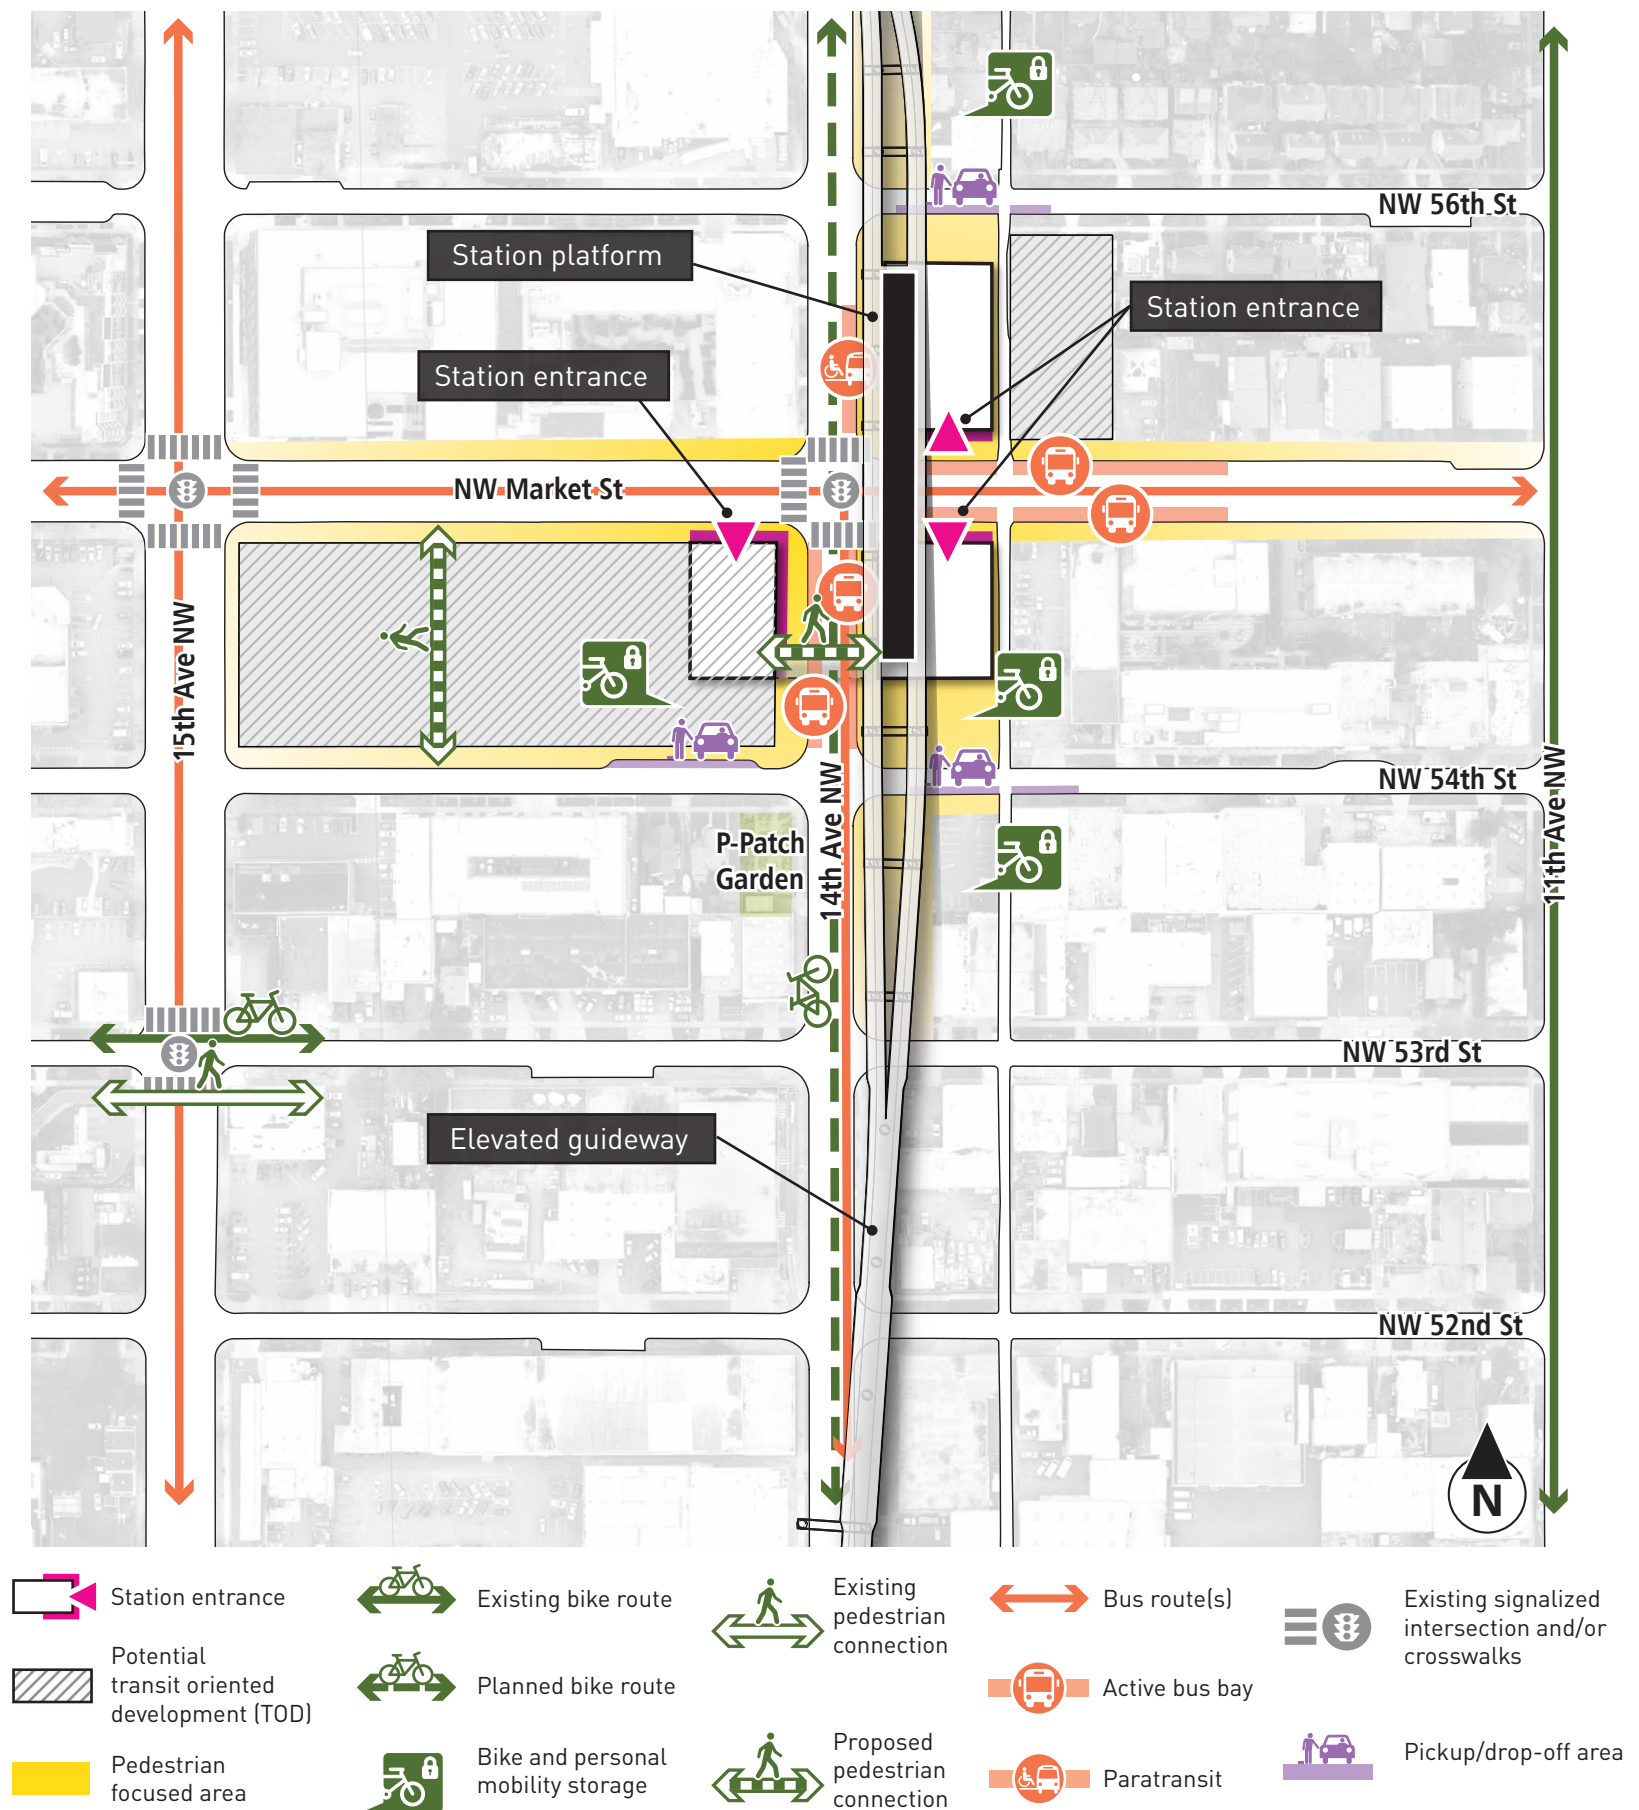 NW 56th St
Station platform
Station entrance
Station entrance
NW Market St
15th Ave NW
14th Ave NW
11th Ave NW
NW 54th St
P-Patch
Garden
NW 53rd St
Elevated guideway
NW 52nd St
N
Station entrance
Potential
transit oriented
development (TOD)
Pedestrian
focused area
Existing bike route
Planned bike route
Bike and personal
mobility storage
Existing
pedestrian
connection
Proposed
pedestrian
connection
Bus route(s)
Active bus bay
Paratransit
Existing signalized
intersection and/or
crosswalks
Pickup/drop-off area